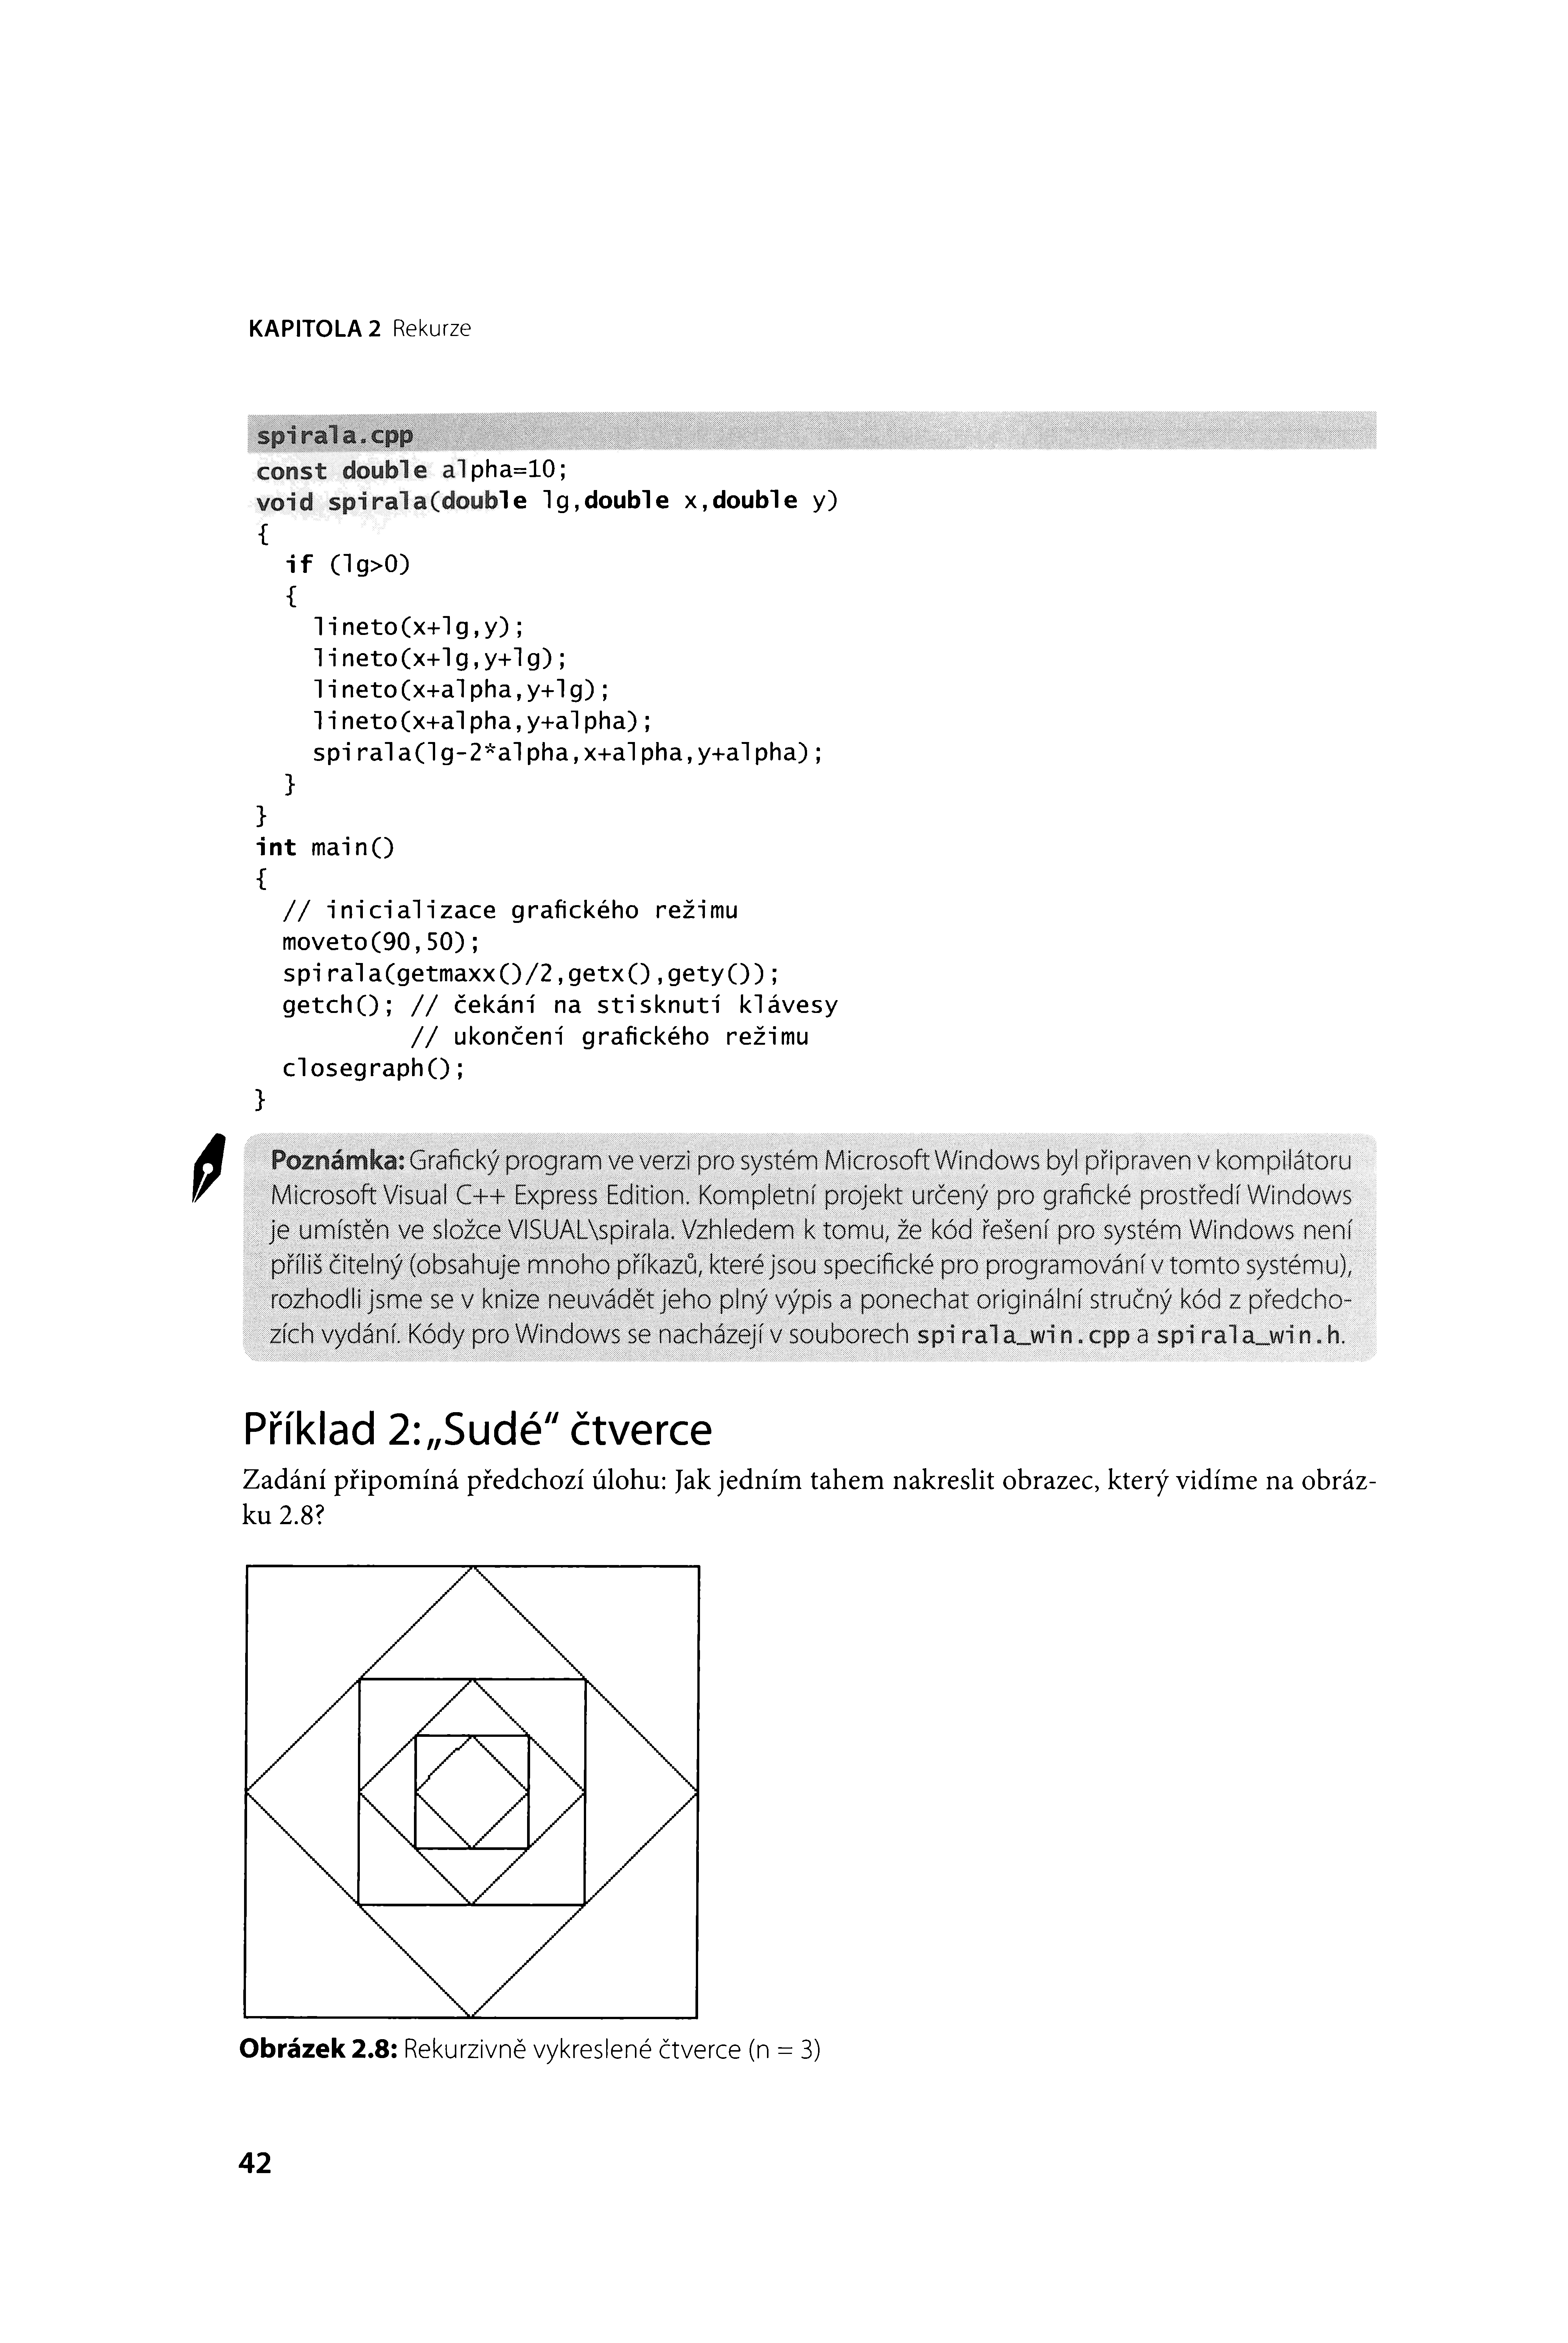 KAPITOLA 2 Rekurze
spirala.cpp
const double alpha=10;
void spirala(double lg,double x,double y)
{
if (lg>0)
{
lineto(x+lg,y);
lineto(x+lg,y+lg);
lineto(x+alpha,y+lg);
lineto(x+alpha,y+alpha);
spirala(lg-2*alpha,x+alpha,y+alpha);
}
}
int main()
{
// inicializace grafického režimu
moveto(90,50);
spirala(getmaxx()/2,getx(),gety());
getch(); // čekání na stisknutí klávesy
// ukončení grafického režimu
closegraph();
}
Poznámka: Grafický program ve verzi pro systém Microsoft Windows byl připraven v kompilátoru
Microsoft Visual C++ Express Edition. Kompletní projekt určený pro grafické prostředí Windows
je umístěn ve složce VISUAL\spirala. Vzhledem k tomu, že kód řešení pro systém Windows není
příliš čitelný (obsahuje mnoho příkazů, které jsou specifické pro programování v tomto systému),
rozhodli jsme se v knize neuvádět jeho plný výpis a ponechat originální stručný kód z předcho-
zích vydání. Kódy pro Windows se nacházejí v souborech spirala_win.cpp a spirala_win.h.
Příklad 2: „Sudé" čtverce
Zadání připomíná předchozí úlohu: Jak jedním tahem nakreslit obrazec, který vidíme na obráz-
ku 2.8?
Obrázek 2.8: Rekurzivně vykreslené čtverce (n = 3)
42